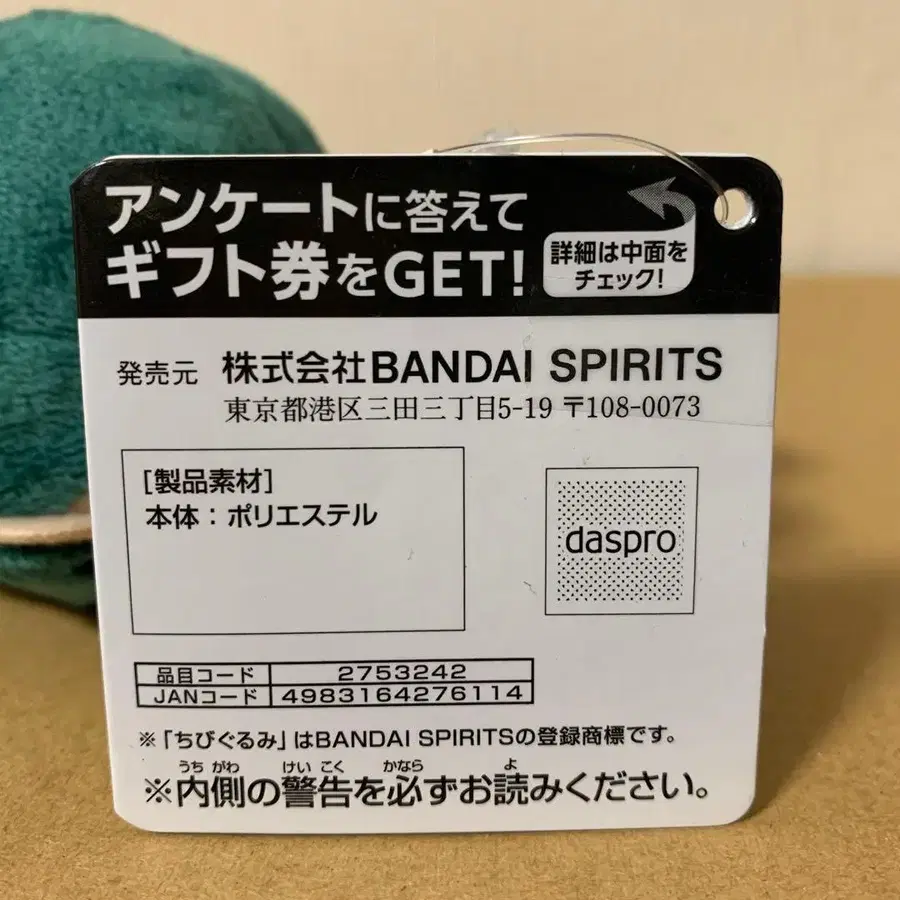 アンケートに答えて
ギフト券をGET!
詳細は中面を
チェック!
発売元 株式会社BANDAI SPIRITS
東京都港区三田三丁目5-19 〒108-0073
[製品素材]
本体：ポリエステル
daspro
品目コード 2753242
JANコード 4983164276114
※「ちびぐるみ」はBANDAI SPIRITSの登録商標です。
うち がわ けい こく かなら よ
※内側の警告を必ずお読みください。